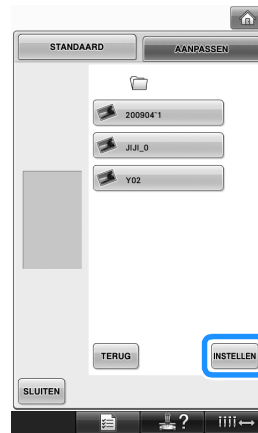 STANDAARD
AANPASSEN
200904~1
JIJI_0
Y02
TERUG
INSTELLEN
SLUITEN
?